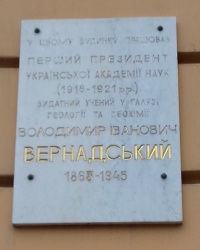 У ЦЬОМУ БУДИНКУ ПРАЦЮВАВ
ПЕРШИЙ ПРЕЗИДЕНТ
УКРАЇНСЬКОЇ АКАДЕМІЇ НАУК
(1918-1921 рр.)
ВИДАТНИЙ УЧЕНИЙ У ГАЛУЗІ
ГЕОЛОГІЇ ТА ГЕОХІМІЇ
ВОЛОДИМИР ІВАНОВИЧ
ВЕРНАДСЬКИЙ
1863-1945